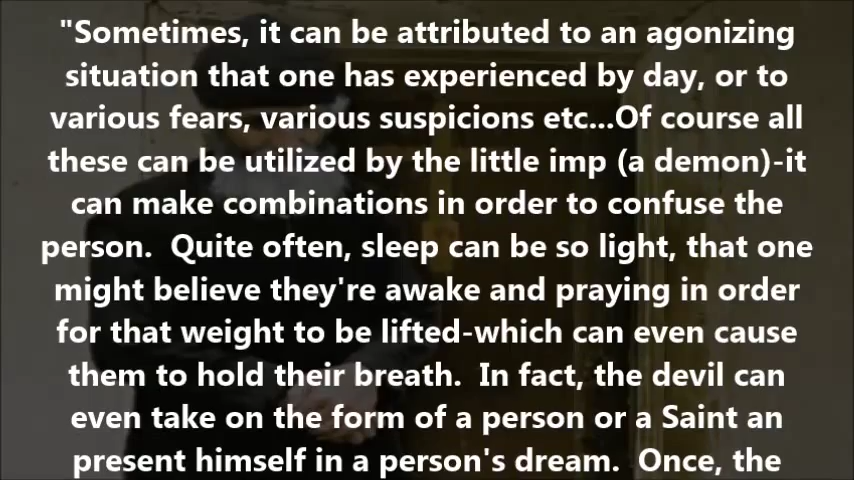 "Sometimes, it can be attributed to an agonizing
situation that one has experienced by day, or to
various fears, various suspicions etc...Of course all
these can be utilized by the little imp (a demon)-it
can make combinations in order to confuse the
person.  Quite often, sleep can be so light, that one
might believe they're awake and praying in order
for that weight to be lifted-which can even cause
them to hold their breath.  In fact, the devil can
even take on the form of a person or a Saint an
present himself in a person's dream.  Once, the